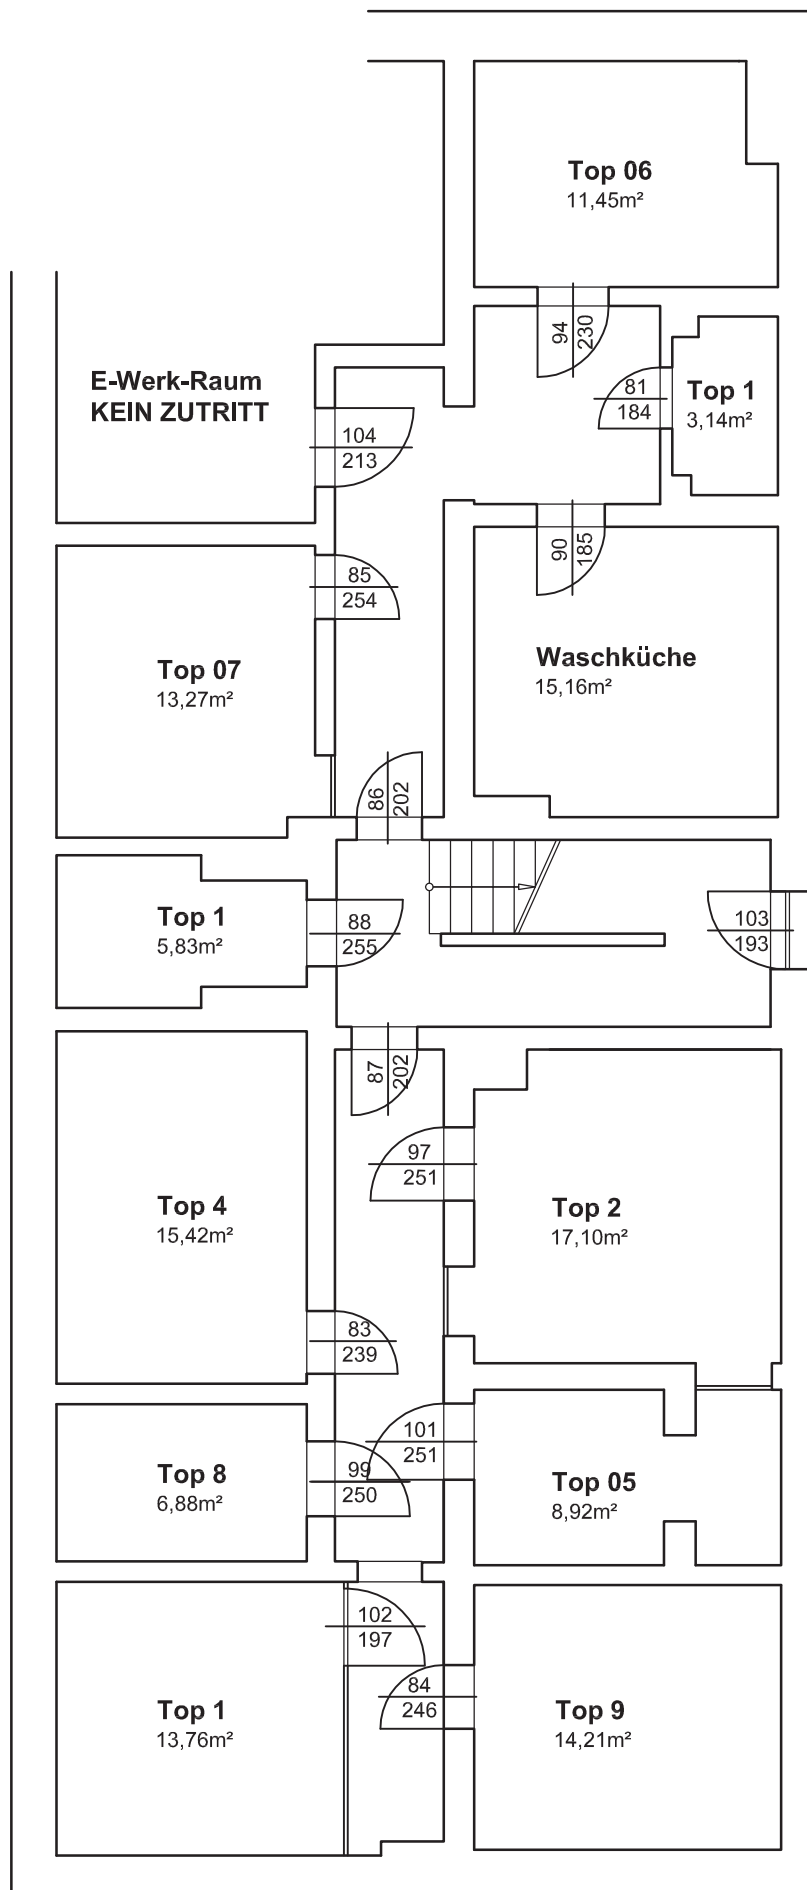 Top 06
11,45m²
94
230
E-Werk-Raum
KEIN ZUTRITT
81
184
Top 1
3,14m²
104
213
90
185
85
254
Top 07
13,27m²
Waschküche
15,16m²
86
202
Top 1
5,83m²
88
255
103
193
87
202
97
251
Top 4
15,42m²
Top 2
17,10m²
83
239
101
251
Top 8
6,88m²
99
250
Top 05
8,92m²
102
197
84
246
Top 1
13,76m²
Top 9
14,21m²